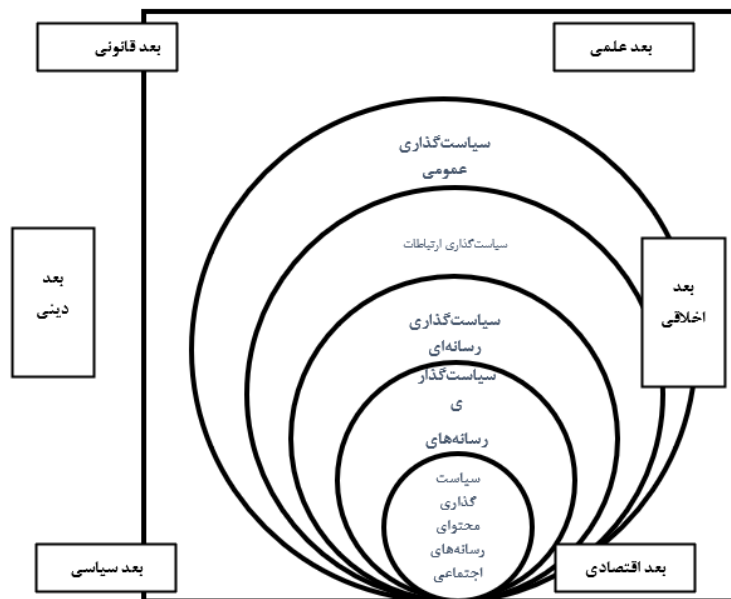 بعد علمی
بعد قانونی
سیاست‌گذاری
عمومی
سیاست‌گذاری ارتباطات
بعد
اخلاقی
بعد
دینی
سیاست‌گذاری
رسانه‌ای
سیاست‌گذار
ی
رسانه‌های
سیاست
گذاری
محتوای
رسانه‌های
اجتماعی
بعد اقتصادی
بعد سیاسی